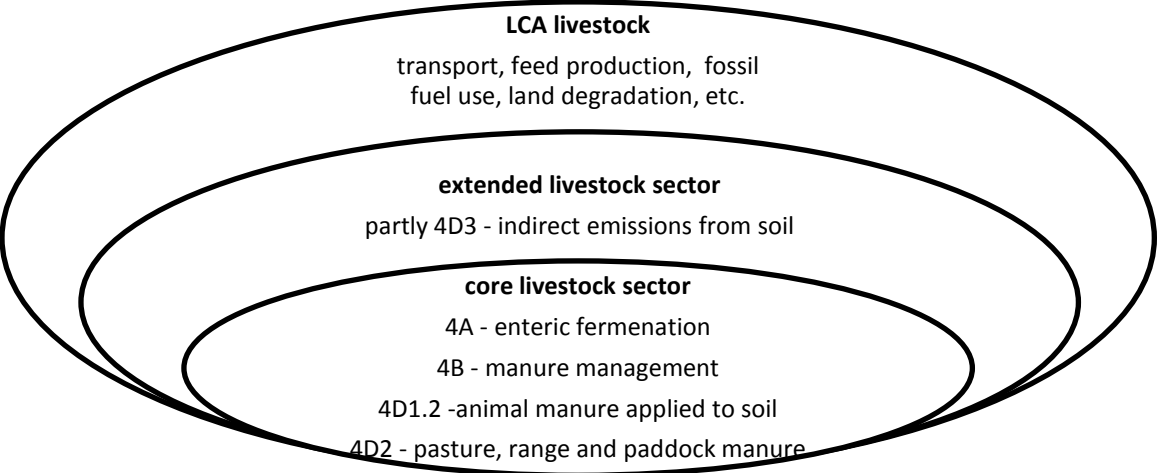 LCA livestock
transport, feed production, fossil
fuel use, land degradation, etc.
extended livestock sector
partly 4D3 - indirect emissions from soil
core livestock sector
4A - enteric fermenation
4B - manure management
4D1.2 -animal manure applied to soil
4D2 - pasture, range and paddock manure